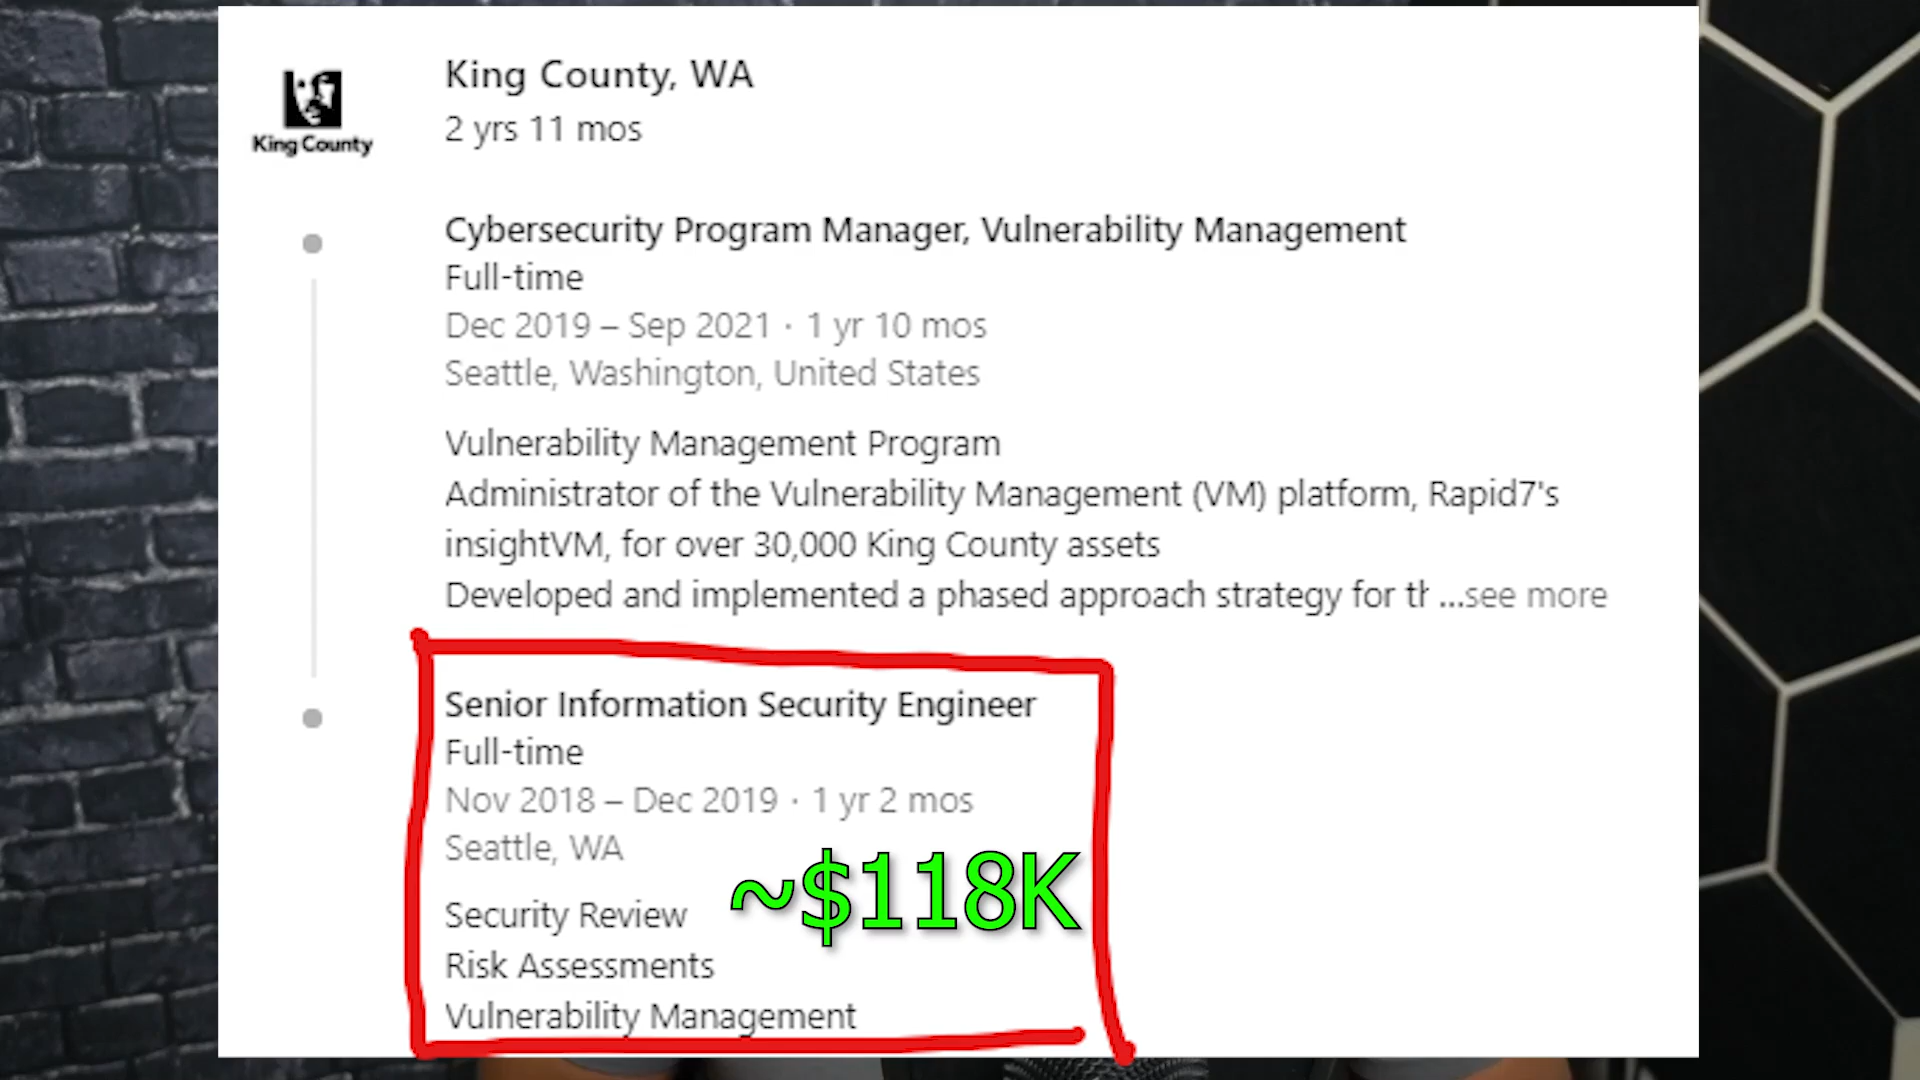 King County, WA
2 yrs 11 mos
King County
Cybersecurity Program Manager, Vulnerability Management
Full-time
Dec 2019 – Sep 2021 · 1 yr 10 mos
Seattle, Washington, United States
Vulnerability Management Program
Administrator of the Vulnerability Management (VM) platform, Rapid7's
insightVM, for over 30,000 King County assets
Developed and implemented a phased approach strategy for th ...see more
Senior Information Security Engineer
Full-time
Nov 2018 – Dec 2019 · 1 yr 2 mos
Seattle, WA
~$118K
Security Review
Risk Assessments
Vulnerability Management